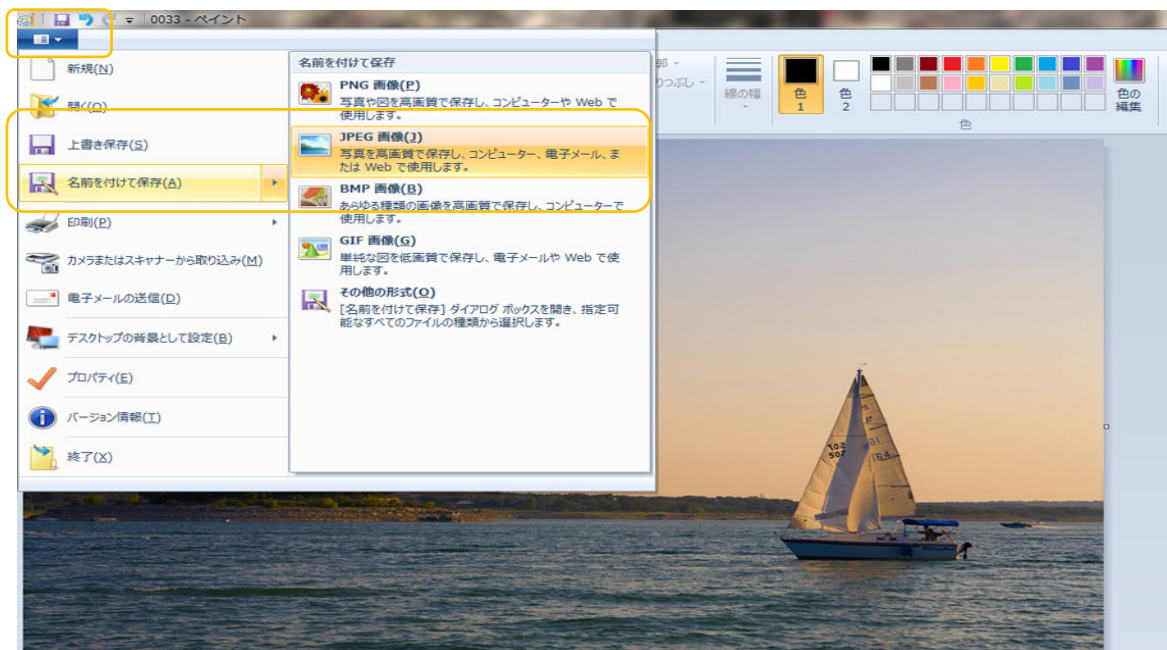 0033 - ペイント
新規(N)
開く(O)
上書き保存(S)
名前を付けて保存(A)
印刷(P)
カメラまたはスキャナーから取り込み(M)
電子メールの送信(D)
デスクトップの背景として設定(B)
プロパティ(E)
バージョン情報(T)
終了(X)
名前を付けて保存
PNG 画像(P)
写真や図を高画質で保存し、コンピューターや Web で
使用します。
JPEG 画像(J)
写真を高画質で保存し、コンピューター、電子メール、ま
たは Web で使用します。
BMP 画像(B)
あらゆる種類の画像を高画質で保存し、コンピューターで
使用します。
GIF 画像(G)
単純な図を低画質で保存し、電子メールや Web で使
用します。
その他の形式(O)
[名前を付けて保存] ダイアログ ボックスを開き、指定可
能なすべてのファイルの種類から選択します。
郭
りつぶし
線の幅
色
1
色
2
色の
編集
色
507
164